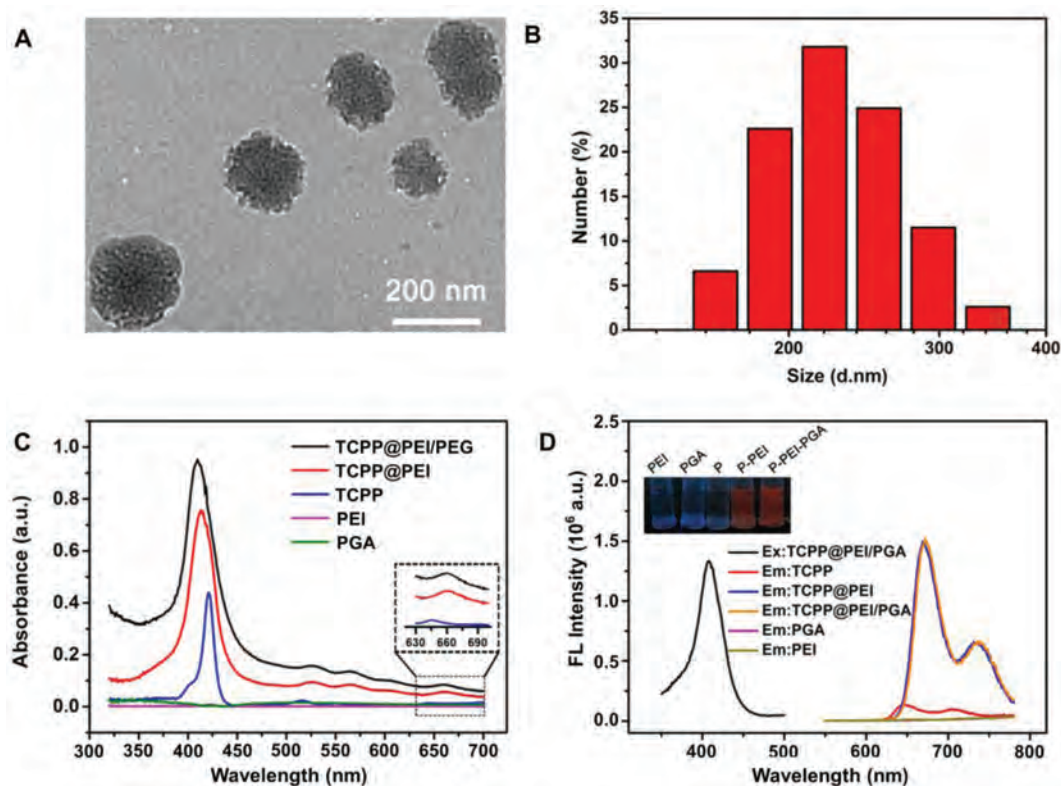 A
200 nm
B
35
30
25
20
15
10
5
0
Number (%)
200
300
400
Size (d.nm)
C
1.0
0.8
0.6
0.4
0.2
0.0
Absorbance (a.u.)
TCPP@PEI/PEG
TCPP@PEI
TCPP
PEI
PGA
630 660 690
300 350 400 450 500 550 600 650 700
Wavelength (nm)
D
2.5
2.0
1.5
1.0
0.5
0.0
FL Intensity (10⁶ a.u.)
PEI PGA P P-PEI P-PEI-PGA
Ex:TCPP@PEI/PGA
Em:TCPP
Em:TCPP@PEI
Em:TCPP@PEI/PGA
Em:PGA
Em:PEI
400 500 600 700 800
Wavelength (nm)